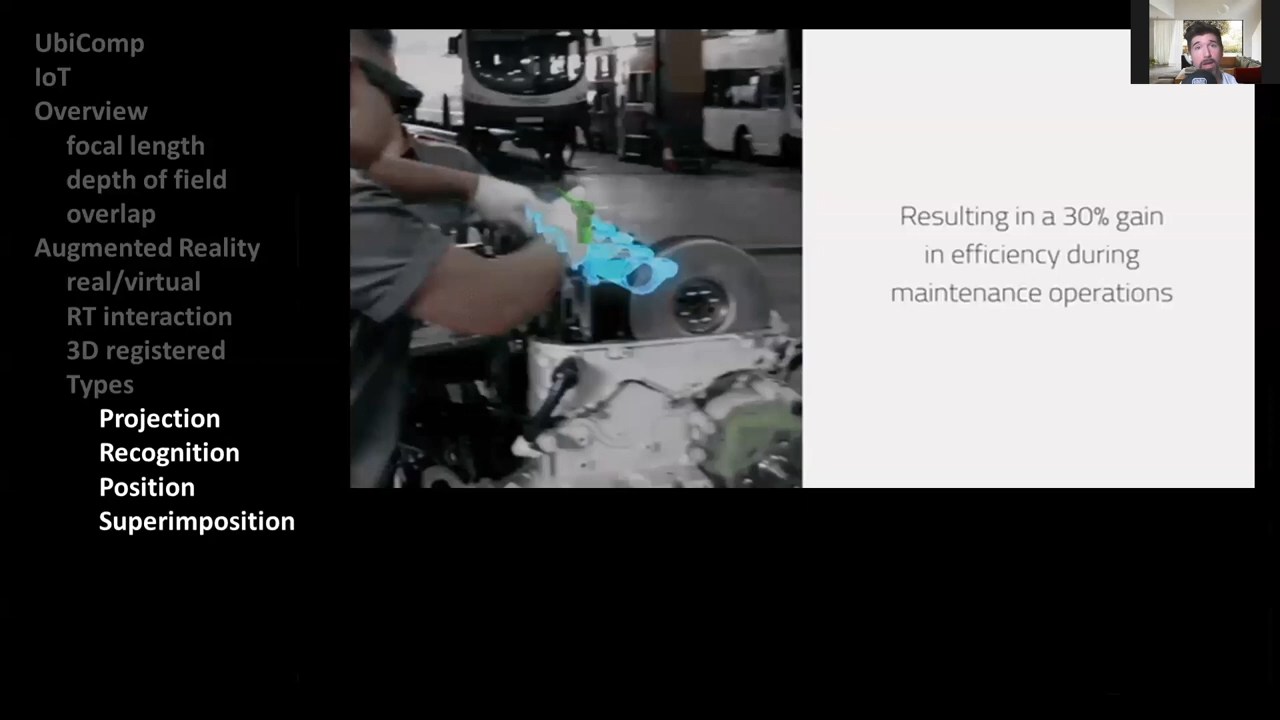 UbiComp
IoT
Overview
focal length
depth of field
overlap
Augmented Reality
real/virtual
RT interaction
3D registered
Types
Projection
Recognition
Position
Superimposition
Resulting in a 30% gain
in efficiency during
maintenance operations